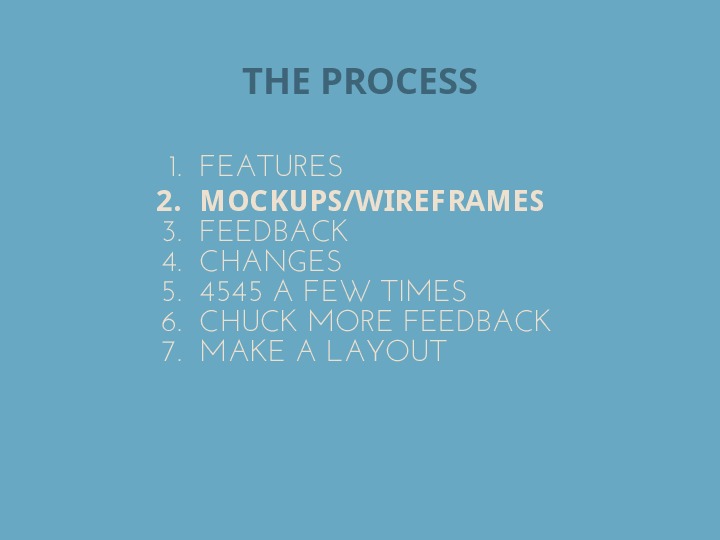 THE PROCESS
1. FEATURES
2. MOCKUPS/WIREFRAMES
3. FEEDBACK
4. CHANGES
5. 4545 A FEW TIMES
6. CHUCK MORE FEEDBACK
7. MAKE A LAYOUT